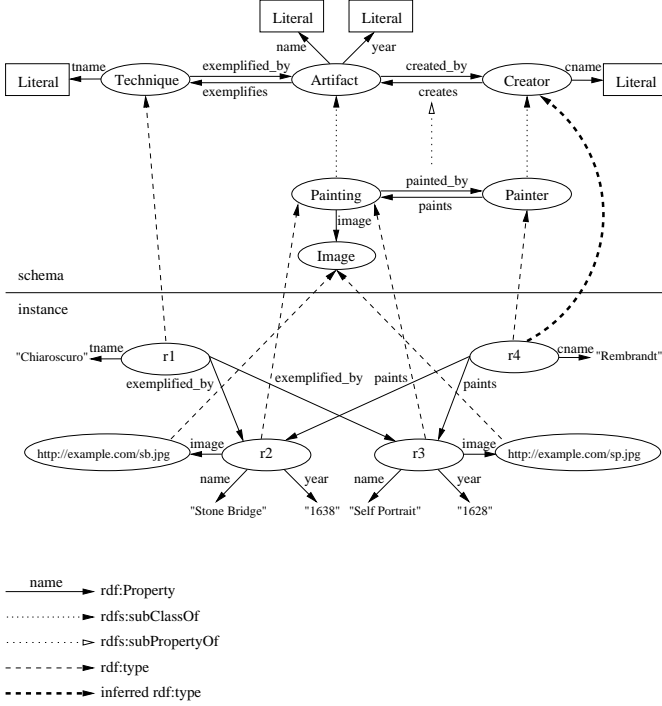 Literal
Literal
name
year
Literal
tname
Technique
exemplified_by
exemplifies
Artifact
created_by
creates
Creator
cname
Literal
Painting
painted_by
paints
Painter
image
Image
schema
instance
"Chiaroscuro"
tname
r1
r4
cname
"Rembrandt"
exemplified_by
exemplified_by
paints
paints
http://example.com/sb.jpg
image
r2
r3
image
http://example.com/sp.jpg
name
year
name
year
"Stone Bridge"
"1638"
"Self Portrait"
"1628"
name
rdf:Property
rdfs:subClassOf
rdfs:subPropertyOf
rdf:type
inferred rdf:type